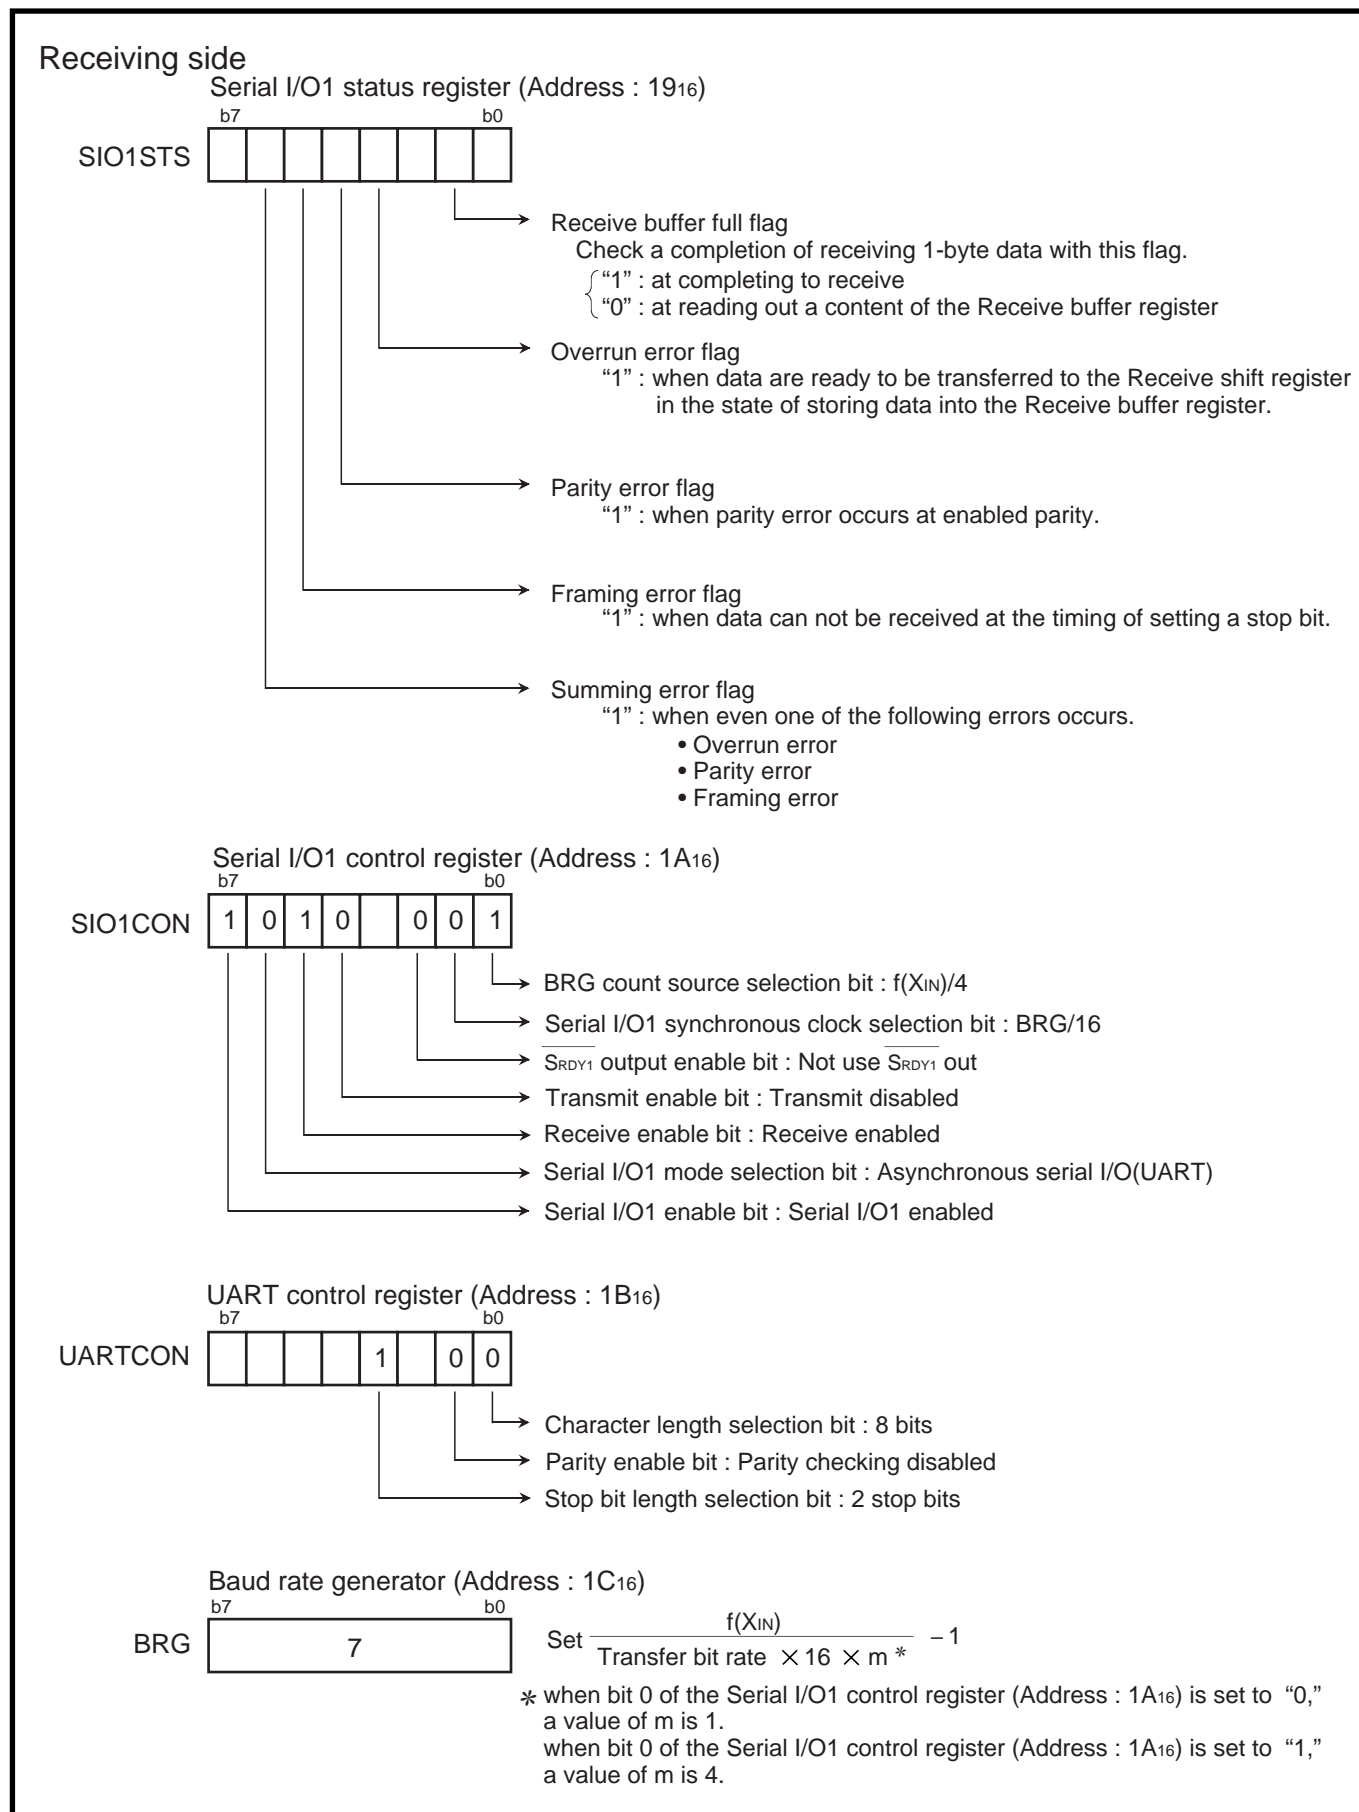 Receiving side
Serial I/O1 status register (Address : 1916)
b7 b0
SIO1STS
Receive buffer full flag
Check a completion of receiving 1-byte data with this flag.
“1” : at completing to receive
“0” : at reading out a content of the Receive buffer register
Overrun error flag
“1” : when data are ready to be transferred to the Receive shift register
in the state of storing data into the Receive buffer register.
Parity error flag
“1” : when parity error occurs at enabled parity.
Framing error flag
“1” : when data can not be received at the timing of setting a stop bit.
Summing error flag
“1” : when even one of the following errors occurs.
• Overrun error
• Parity error
• Framing error
Serial I/O1 control register (Address : 1A16)
b7 b0
SIO1CON 1 0 1 0 0 0 1
BRG count source selection bit : f(XIN)/4
Serial I/O1 synchronous clock selection bit : BRG/16
SRDY1 output enable bit : Not use SRDY1 out
Transmit enable bit : Transmit disabled
Receive enable bit : Receive enabled
Serial I/O1 mode selection bit : Asynchronous serial I/O(UART)
Serial I/O1 enable bit : Serial I/O1 enabled
UART control register (Address : 1B16)
b7 b0
UARTCON 1 0 0
Character length selection bit : 8 bits
Parity enable bit : Parity checking disabled
Stop bit length selection bit : 2 stop bits
Baud rate generator (Address : 1C16)
b7 b0
BRG 7
f(XIN)
Set – 1
Transfer bit rate × 16 × m *
* when bit 0 of the Serial I/O1 control register (Address : 1A16) is set to “0,”
a value of m is 1.
when bit 0 of the Serial I/O1 control register (Address : 1A16) is set to “1,”
a value of m is 4.